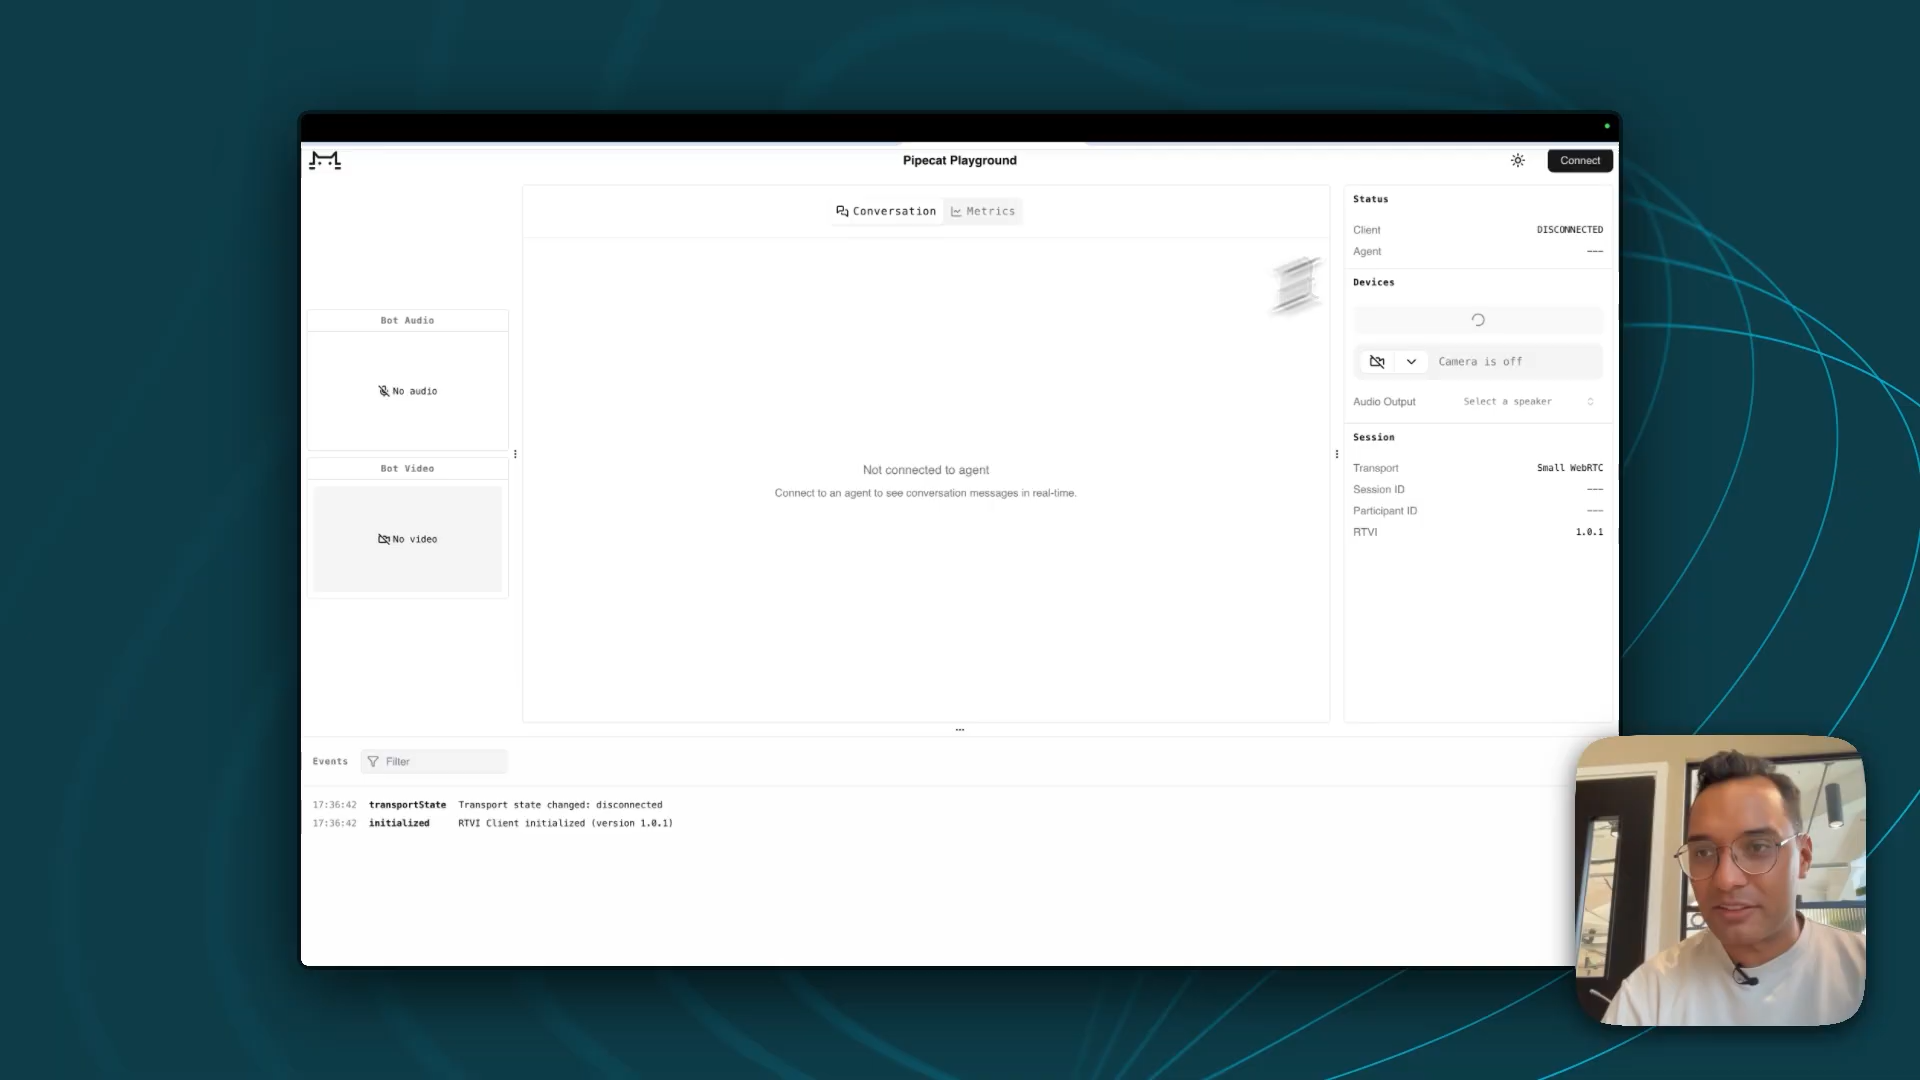 Pipecat Playground
Connect
Conversation
Metrics
Bot Audio
No audio
Bot Video
No video
Not connected to agent
Connect to an agent to see conversation messages in real-time.
Status
Client DISCONNECTED
Agent ---
Devices
Camera is off
Audio Output Select a speaker
Session
Transport Small WebRTC
Session ID ---
Participant ID ---
RTVI 1.0.1
Events Filter
17:36:42 transportState Transport state changed: disconnected
17:36:42 initialized RTVI Client initialized (version 1.0.1)